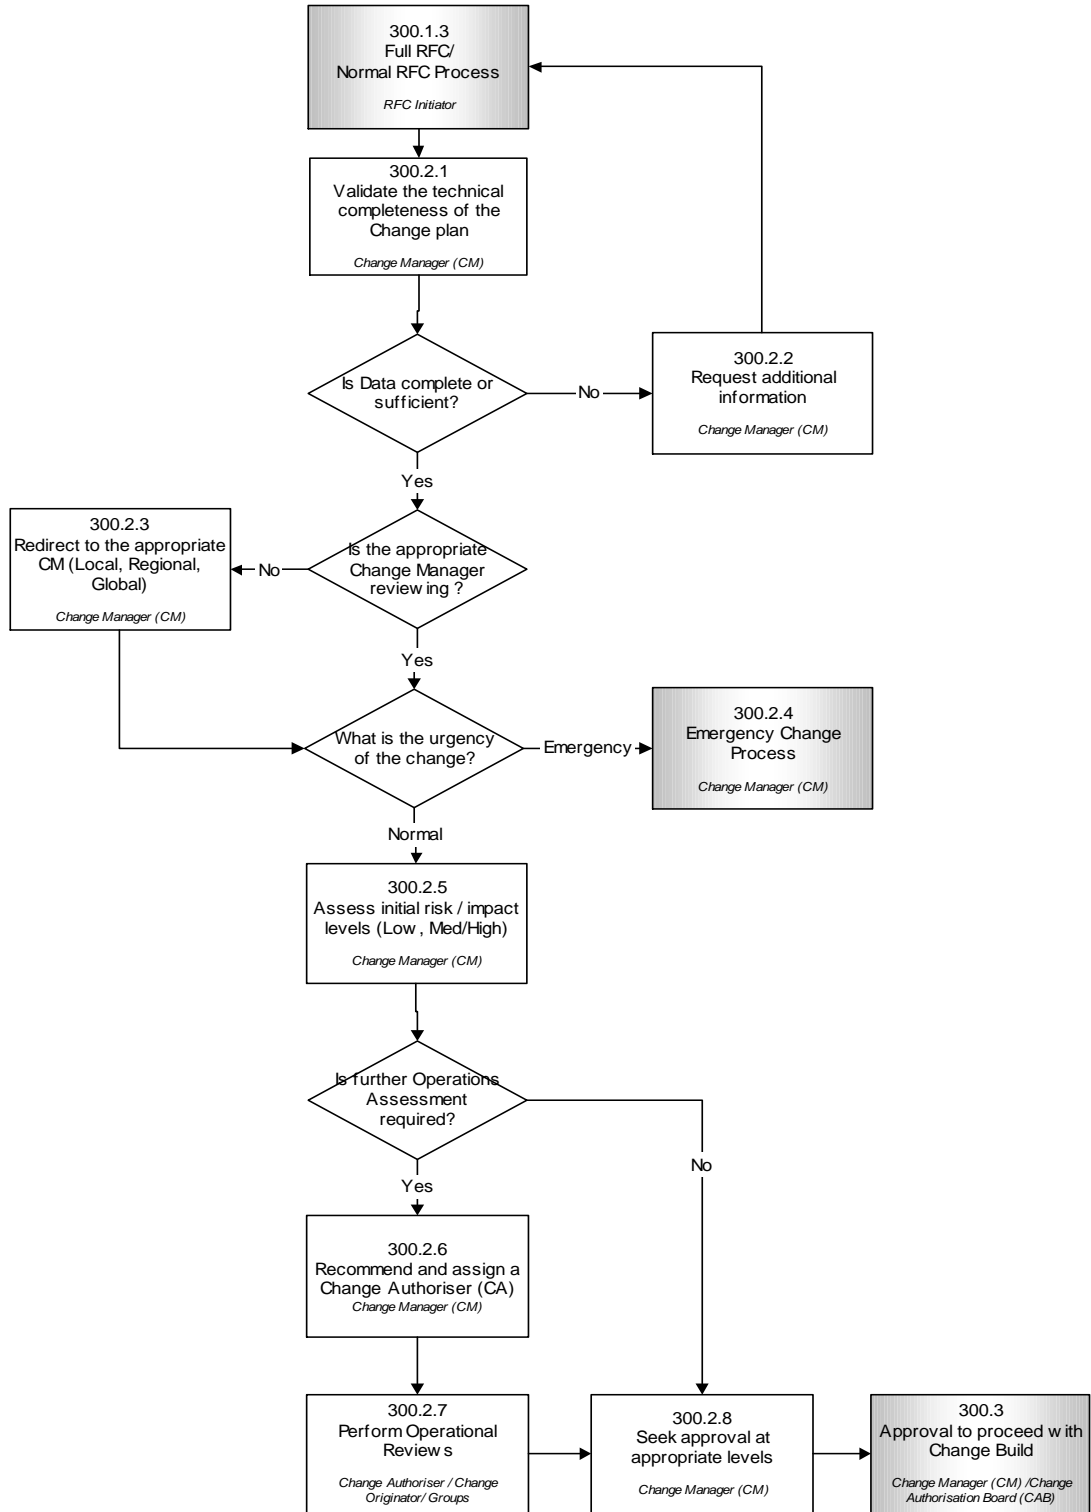 300.1.3
Full RFC/
Normal RFC Process
RFC Initiator
300.2.1
Validate the technical
completeness of the
Change plan
Change Manager (CM)
Is Data complete or
sufficient?
No
300.2.2
Request additional
information
Change Manager (CM)
Yes
300.2.3
Redirect to the appropriate
CM (Local, Regional,
Global)
Change Manager (CM)
No
Is the appropriate
Change Manager
reviewing ?
Yes
What is the urgency
of the change?
Emergency
300.2.4
Emergency Change
Process
Change Manager (CM)
Normal
300.2.5
Assess initial risk / impact
levels (Low , Med/High)
Change Manager (CM)
Is further Operations
Assessment
required?
No
Yes
300.2.6
Recommend and assign a
Change Authoriser (CA)
Change Manager (CM)
300.2.7
Perform Operational
Reviews
Change Authoriser / Change
Originator/ Groups
300.2.8
Seek approval at
appropriate levels
Change Manager (CM)
300.3
Approval to proceed with
Change Build
Change Manager (CM) /Change
Authorisation Board (CAB)